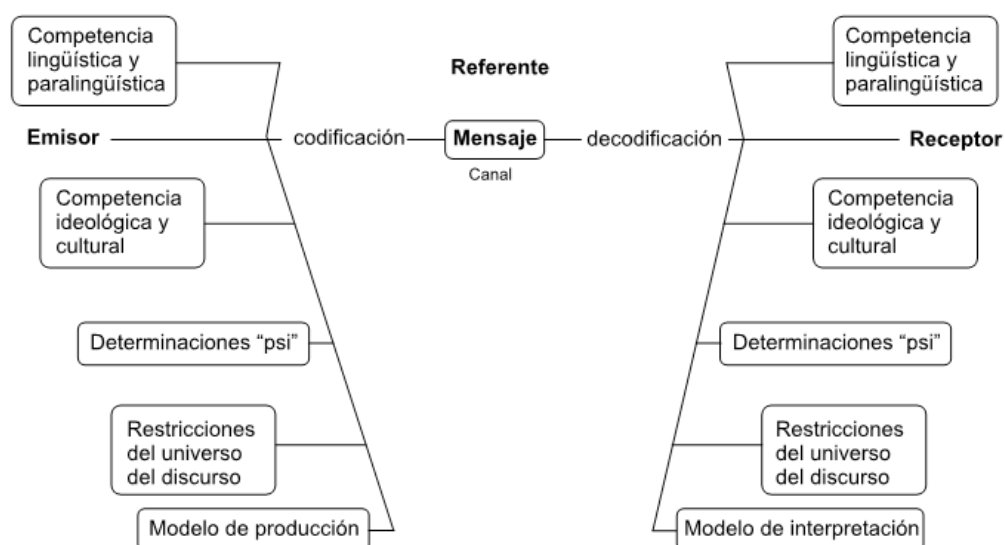 Competencia
lingüística y
paralingüística
Competencia
lingüística y
paralingüística
Referente
Emisor codificación Mensaje decodificación Receptor
Canal
Competencia
ideológica y
cultural
Competencia
ideológica y
cultural
Determinaciones “psi”
Determinaciones “psi”
Restricciones
del universo
del discurso
Restricciones
del universo
del discurso
Modelo de producción
Modelo de interpretación